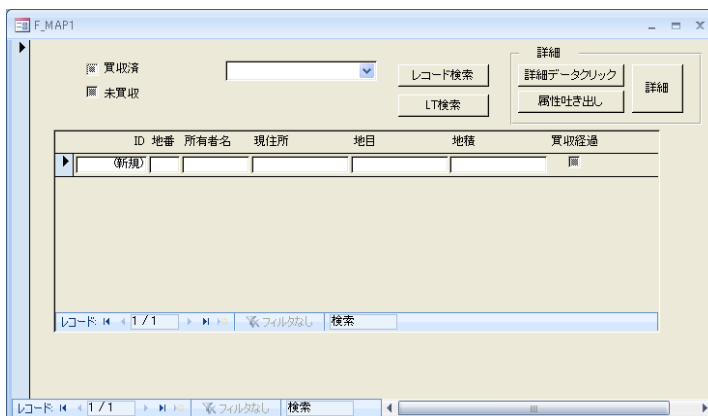 F_MAP1
買収済
未買収
レコード検索
LT検索
詳細
詳細データクリック
属性吐き出し
詳細
ID 地番 所有者名 現住所 地目 地積 買収経過
(新規)
レコード: 1 / 1 フィルタなし 検索
レコード: 1 / 1 フィルタなし 検索